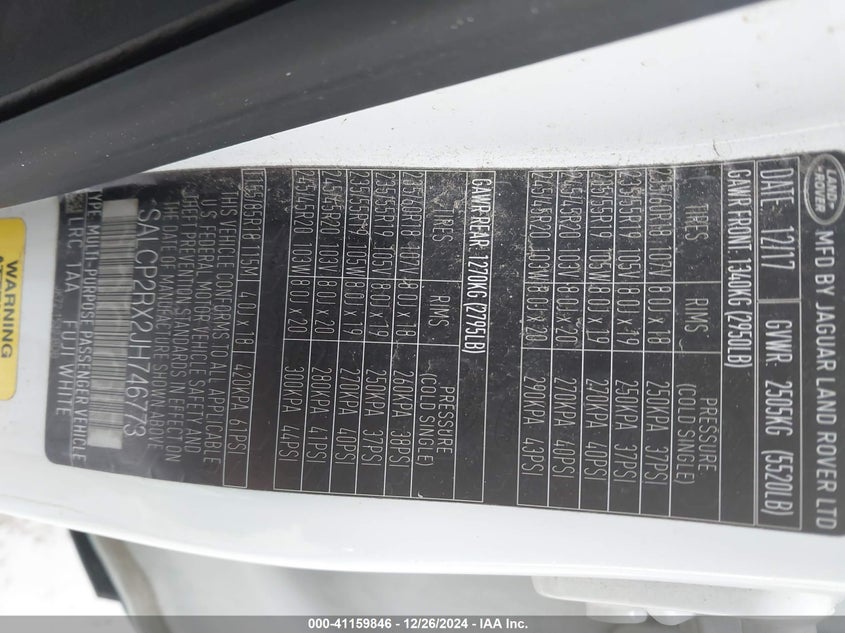 LAND ROVER
MFD BY JAGUAR LAND ROVER LTD
DATE: 12/17 GVWR: 2505KG (5520LB)
GAWR FRONT: 1340KG (2950LB)
TIRES RIMS PRESSURE (COLD SINGLE)
235/60R18 107V 8.0J x 18 250KPA 37PSI
235/55R19 105V 8.0J x 19 250KPA 37PSI
235/55R19 105W 8.0J x 19 270KPA 40PSI
245/45R20 103V 8.0J x 20 270KPA 40PSI
245/45R20 103W 8.0J x 20 290KPA 43PSI
GAWR REAR: 1270KG (2795LB)
TIRES RIMS PRESSURE (COLD SINGLE)
235/60R18 107V 8.0J x 18 260KPA 38PSI
235/55R19 105V 8.0J x 19 250KPA 37PSI
235/55R19 105W 8.0J x 19 270KPA 40PSI
245/45R20 103V 8.0J x 20 280KPA 41PSI
245/45R20 103W 8.0J x 20 300KPA 44PSI
4.0J x 18 420KPA 61PSI
THIS VEHICLE CONFORMS TO ALL APPLICABLE
U.S. FEDERAL MOTOR VEHICLE SAFETY AND
THEFT PREVENTION STANDARDS IN EFFECT ON
THE DATE OF MANUFACTURE SHOWN ABOVE
SALCP2RX2JH746773
TYPE: MULTI-PURPOSE PASSENGER VEHICLE
LRC 1AA FUJI WHITE
WARNING
000-41159846 - 12/26/2024 - IAA Inc.